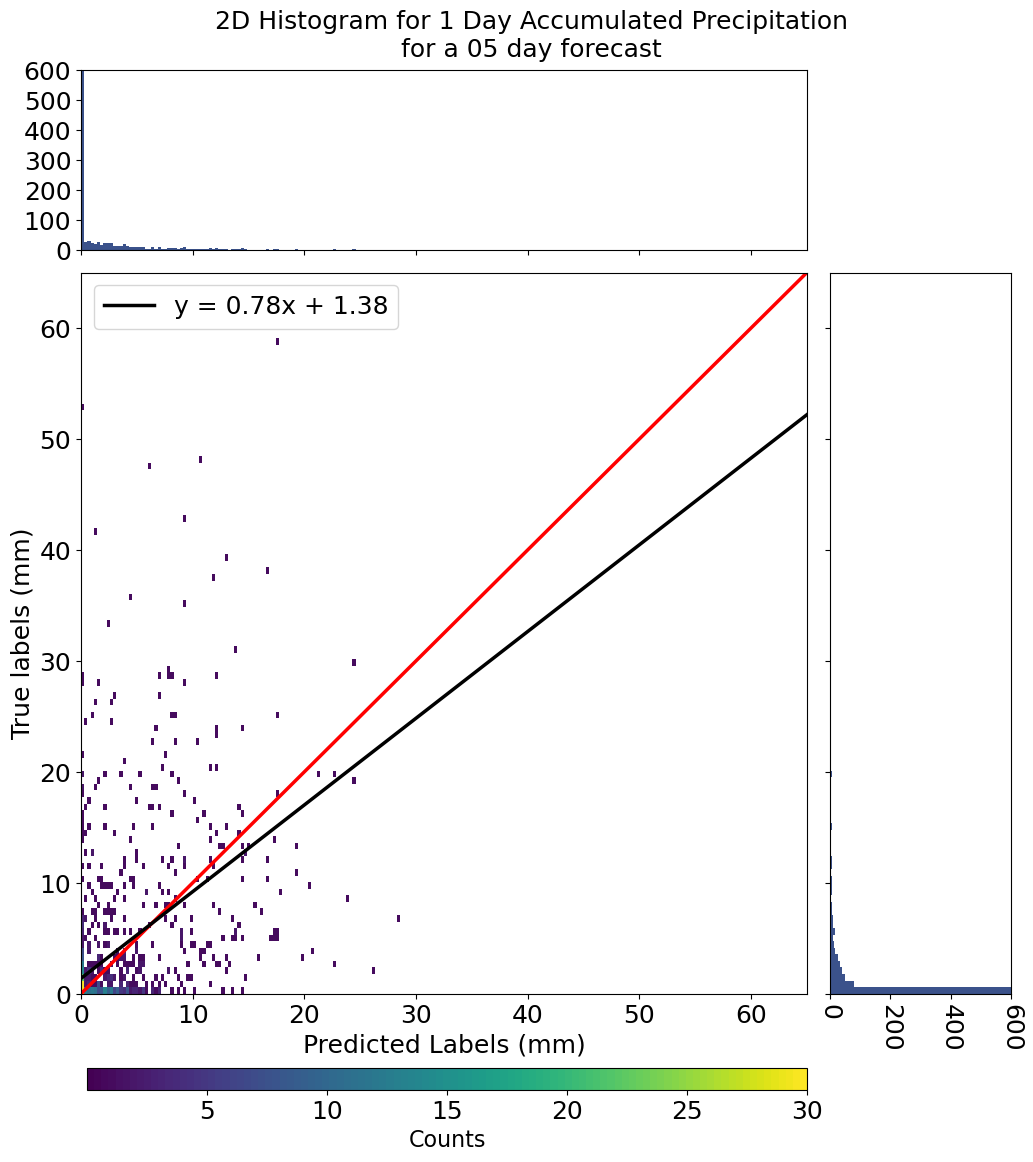 2D Histogram for 1 Day Accumulated Precipitation
for a 05 day forecast
600
500
400
300
200
100
0
y = 0.78x + 1.38
True labels (mm)
60
50
40
30
20
10
0
0 10 20 30 40 50 60
Predicted Labels (mm)
0 200 400 600
5 10 15 20 25 30
Counts